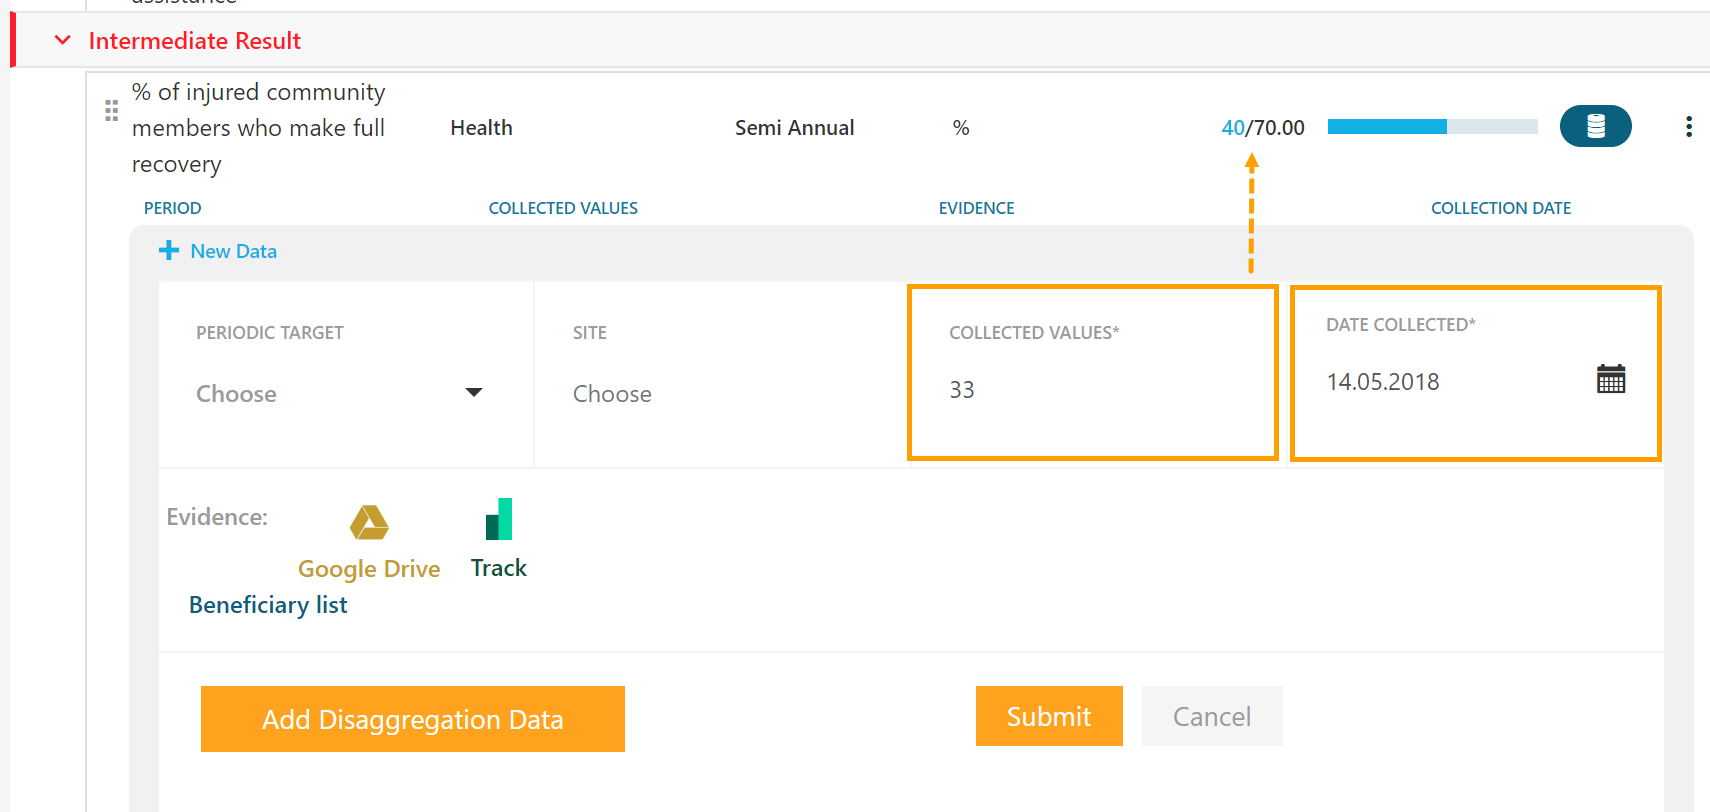 assistance
Intermediate Result
% of injured community
members who make full
recovery
Health
Semi Annual
%
40/70.00
PERIOD
COLLECTED VALUES
EVIDENCE
COLLECTION DATE
New Data
PERIODIC TARGET
SITE
COLLECTED VALUES*
DATE COLLECTED*
Choose
Choose
33
14.05.2018
Evidence:
Google Drive
Track
Beneficiary list
Add Disaggregation Data
Submit
Cancel